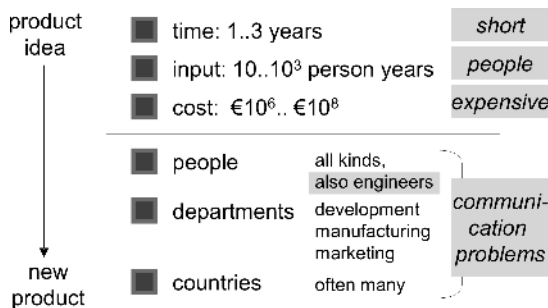 product
idea
time: 1..3 years
short
input: 10..10³ person years
people
cost: €10⁶.. €10⁸
expensive
people
all kinds,
also engineers
departments
development
manufacturing
marketing
communi-
cation
problems
new
product
countries
often many